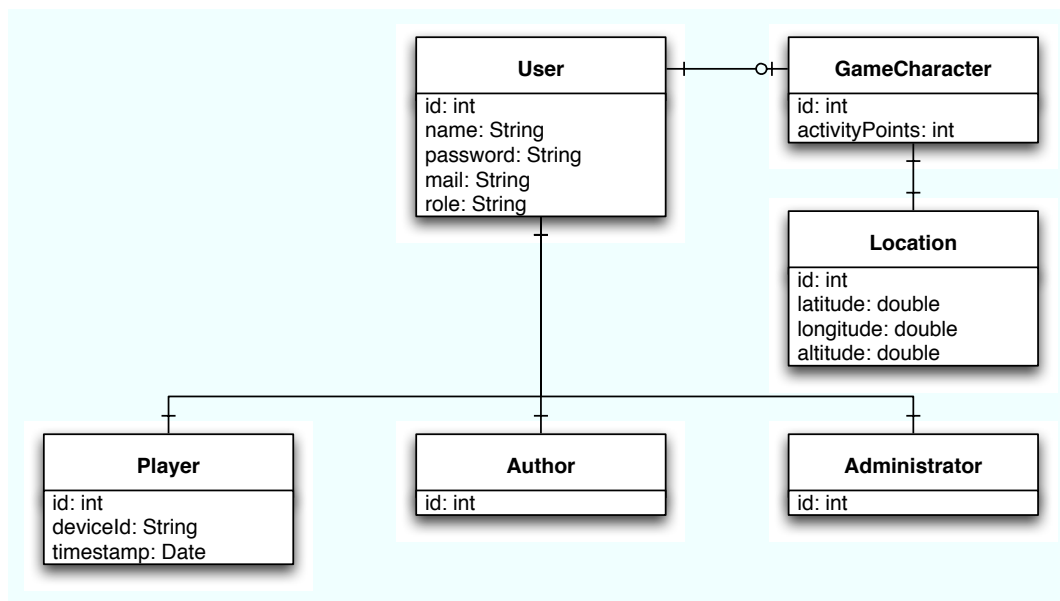 User
id: int
name: String
password: String
mail: String
role: String
GameCharacter
id: int
activityPoints: int
Location
id: int
latitude: double
longitude: double
altitude: double
Player
id: int
deviceId: String
timestamp: Date
Author
id: int
Administrator
id: int